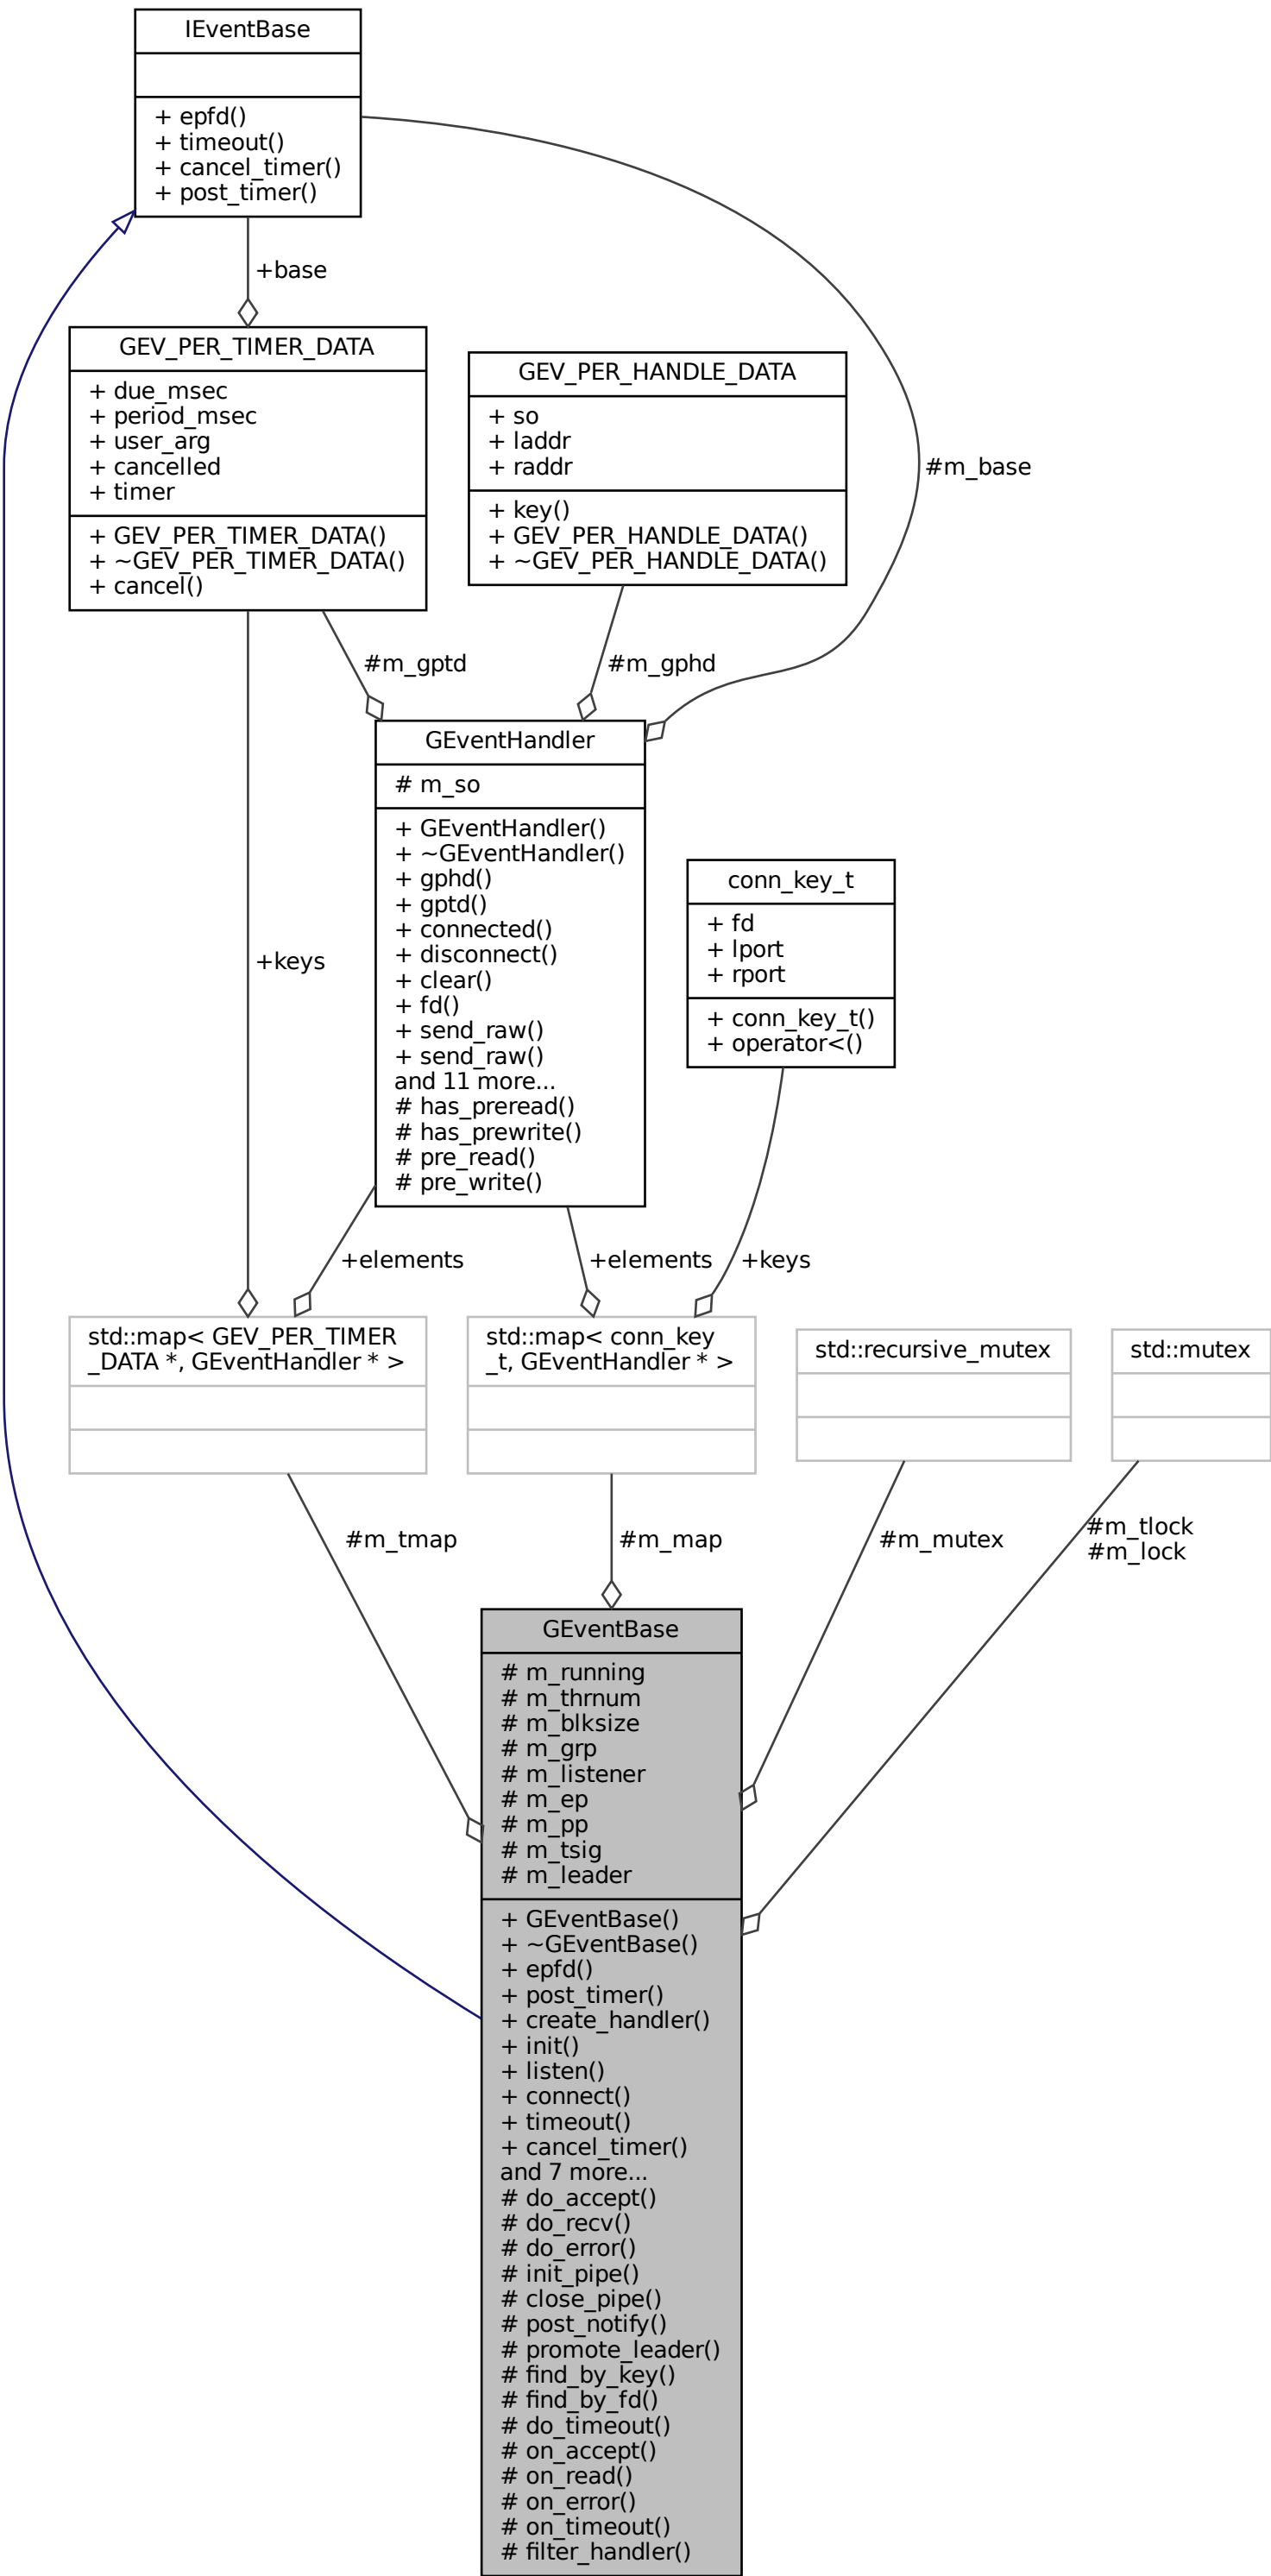 IEventBase
+ epfd()
+ timeout()
+ cancel_timer()
+ post_timer()
+base
GEV_PER_TIMER_DATA
+ due_msec
+ period_msec
+ user_arg
+ cancelled
+ timer
+ GEV_PER_TIMER_DATA()
+ ~GEV_PER_TIMER_DATA()
+ cancel()
GEV_PER_HANDLE_DATA
+ so
+ laddr
+ raddr
+ key()
+ GEV_PER_HANDLE_DATA()
+ ~GEV_PER_HANDLE_DATA()
#m_base
#m_gptd
#m_gphd
GEventHandler
# m_so
+ GEventHandler()
+ ~GEventHandler()
+ gphd()
+ gptd()
+ connected()
+ disconnect()
+ clear()
+ fd()
+ send_raw()
+ send_raw()
and 11 more...
# has_preread()
# has_prewrite()
# pre_read()
# pre_write()
conn_key_t
+ fd
+ lport
+ rport
+ conn_key_t()
+ operator<()
+keys
+elements
+elements
+keys
std::map< GEV_PER_TIMER
_DATA *, GEventHandler * >
std::map< conn_key
_t, GEventHandler * >
std::recursive_mutex
std::mutex
#m_tmap
#m_map
#m_mutex
#m_tlock
#m_lock
GEventBase
# m_running
# m_thrnum
# m_blksize
# m_grp
# m_listener
# m_ep
# m_pp
# m_tsig
# m_leader
+ GEventBase()
+ ~GEventBase()
+ epfd()
+ post_timer()
+ create_handler()
+ init()
+ listen()
+ connect()
+ timeout()
+ cancel_timer()
and 7 more...
# do_accept()
# do_recv()
# do_error()
# init_pipe()
# close_pipe()
# post_notify()
# promote_leader()
# find_by_key()
# find_by_fd()
# do_timeout()
# on_accept()
# on_read()
# on_error()
# on_timeout()
# filter_handler()